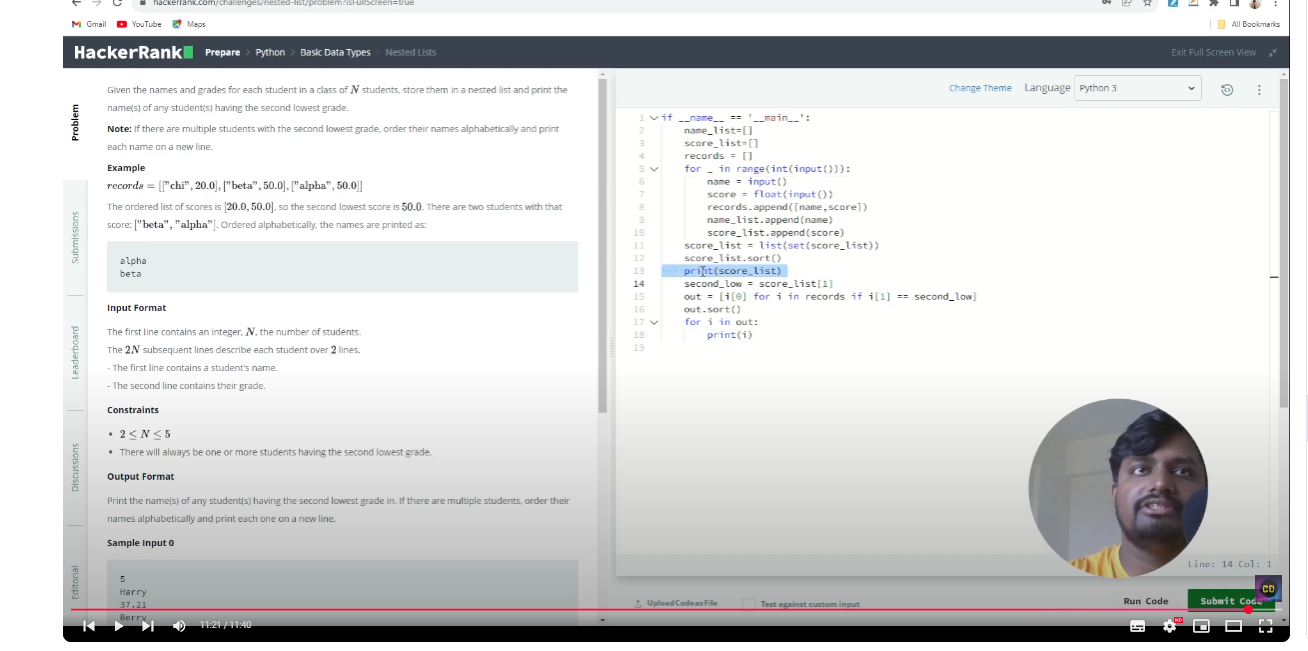 hackerrank.com/challenges/nested-list/problem?isFullScreen=true
Gmail YouTube Maps All Bookmarks
HackerRank Prepare > Python > Basic Data Types > Nested Lists Exit Full Screen View
Problem
Submissions
Leaderboard
Discussions
Editorial
Given the names and grades for each student in a class of N students, store them in a nested list and print the
name(s) of any student(s) having the second lowest grade.
Note: If there are multiple students with the second lowest grade, order their names alphabetically and print
each name on a new line.
Example
records = [["chi", 20.0], ["beta", 50.0], ["alpha", 50.0]]
The ordered list of scores is [20.0, 50.0], so the second lowest score is 50.0. There are two students with that
score: ["beta", "alpha"]. Ordered alphabetically, the names are printed as:
alpha
beta
Input Format
The first line contains an integer, N, the number of students.
The 2N subsequent lines describe each student over 2 lines.
- The first line contains a student's name.
- The second line contains their grade.
Constraints
• 2 ≤ N ≤ 5
• There will always be one or more students having the second lowest grade.
Output Format
Print the name(s) of any student(s) having the second lowest grade in. If there are multiple students, order their
names alphabetically and print each one on a new line.
Sample Input 0
5
Harry
37.21
Berry
Change Theme Language Python 3
1 if __name__ == '__main__':
2 name_list=[]
3 score_list=[]
4 records = []
5 for _ in range(int(input())):
6 name = input()
7 score = float(input())
8 records.append([name,score])
9 name_list.append(name)
10 score_list.append(score)
11 score_list = list(set(score_list))
12 score_list.sort()
13 print(score_list)
14 second_low = score_list[1]
15 out = [i[0] for i in records if i[1] == second_low]
16 out.sort()
17 for i in out:
18 print(i)
19
Line: 14 Col: 1
Upload Code as File Test against custom input Run Code Submit Code
CD
11:21 / 11:40 HD